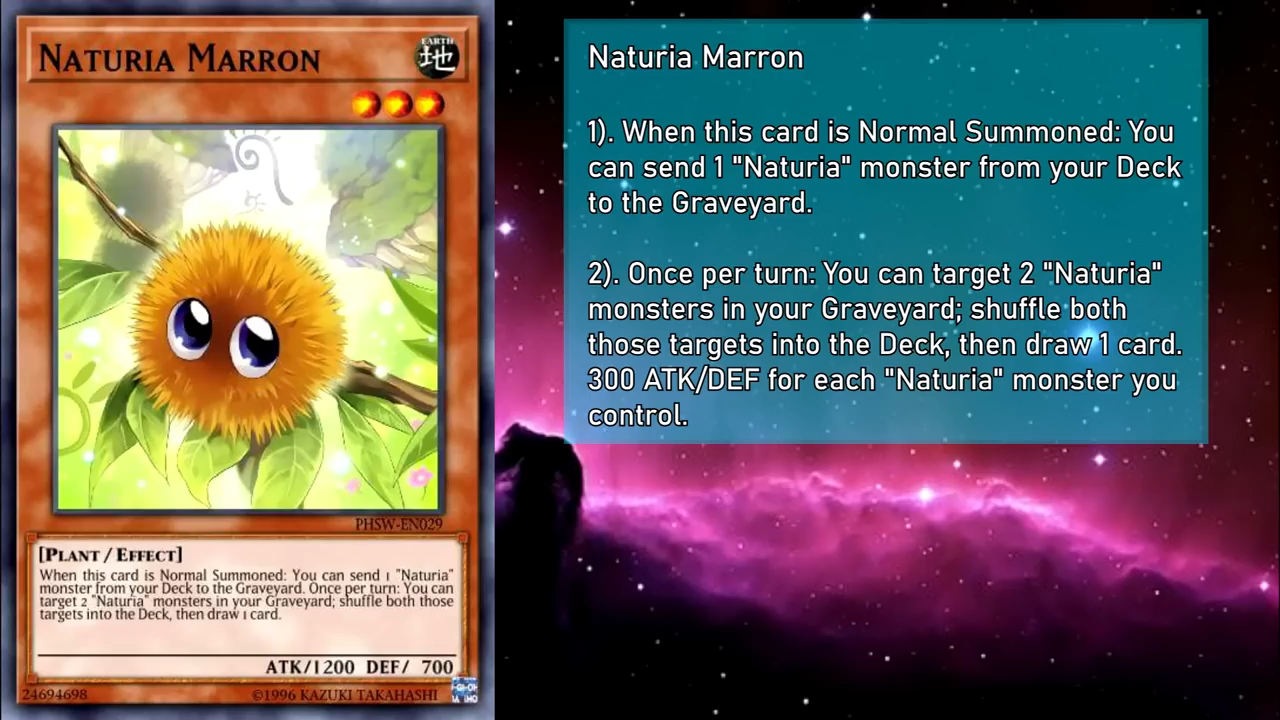 NATURIA MARRON
EARTH
地
PHSW-EN029
[PLANT / EFFECT]
When this card is Normal Summoned: You can send 1 "Naturia"
monster from your Deck to the Graveyard. Once per turn: You can
target 2 "Naturia" monsters in your Graveyard; shuffle both those
targets into the Deck, then draw 1 card.
ATK/1200 DEF/ 700
24694698
©1996 KAZUKI TAKAHASHI
Naturia Marron
1). When this card is Normal Summoned: You
can send 1 "Naturia" monster from your Deck
to the Graveyard.
2). Once per turn: You can target 2 "Naturia"
monsters in your Graveyard; shuffle both
those targets into the Deck, then draw 1 card.
300 ATK/DEF for each "Naturia" monster you
control.